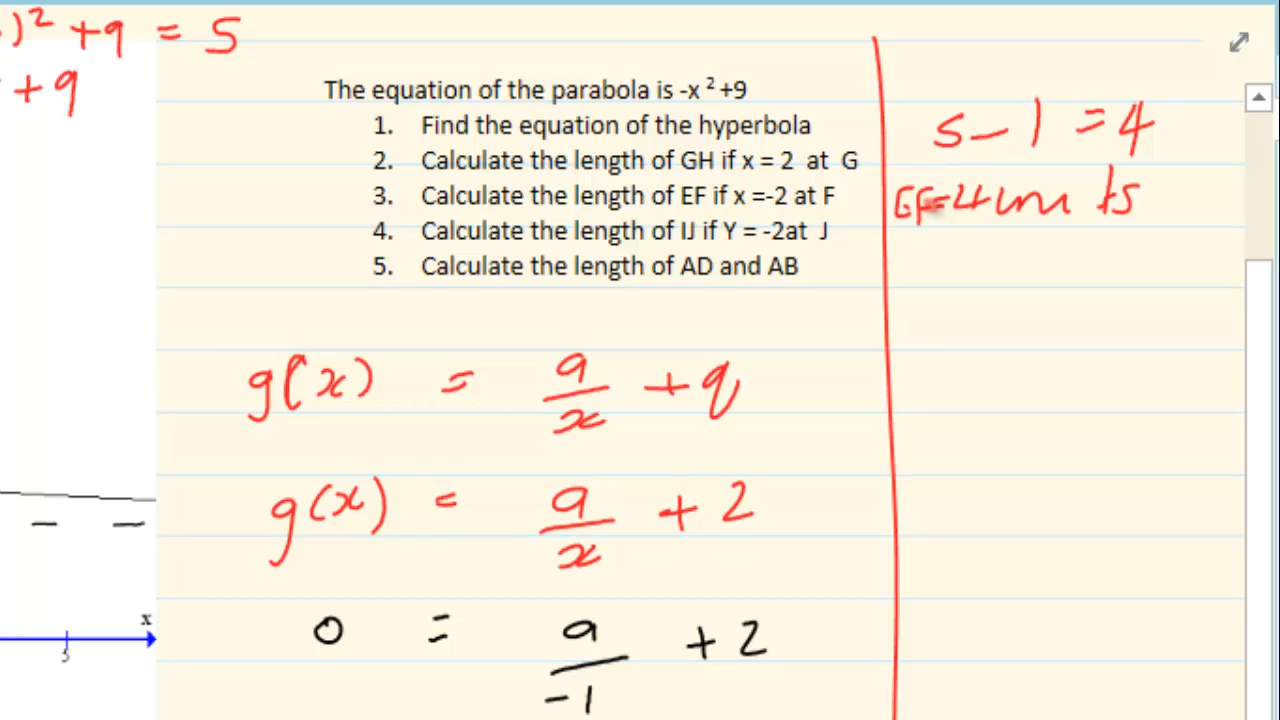 )² + 9 = 5
+ 9
The equation of the parabola is -x ² +9
1. Find the equation of the hyperbola
2. Calculate the length of GH if x = 2 at G
3. Calculate the length of EF if x =-2 at F
4. Calculate the length of IJ if Y = -2at J
5. Calculate the length of AD and AB
5 - 1 = 4
EF=4 units
g(x) = a/x + q
g(x) = a/x + 2
0 = a/-1 + 2
x
5